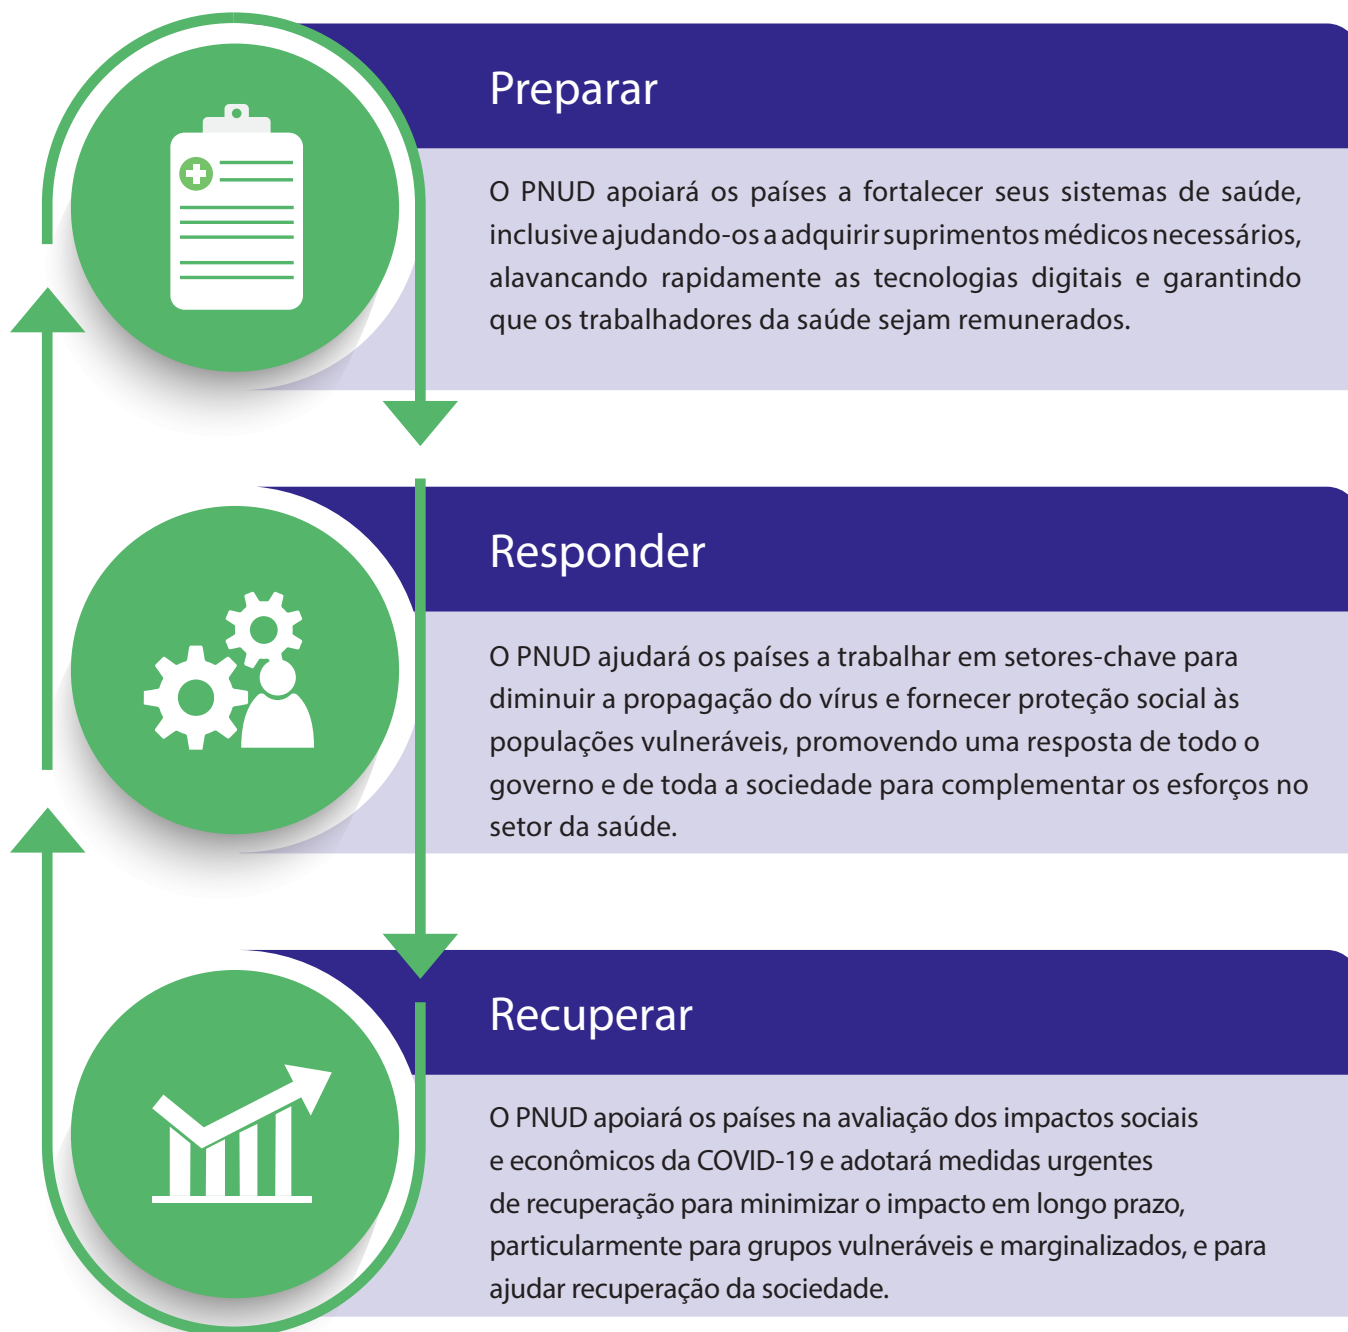 Preparar
O PNUD apoiará os países a fortalecer seus sistemas de saúde,
inclusive ajudando-os a adquirir suprimentos médicos necessários,
alavancando rapidamente as tecnologias digitais e garantindo
que os trabalhadores da saúde sejam remunerados.
Responder
O PNUD ajudará os países a trabalhar em setores-chave para
diminuir a propagação do vírus e fornecer proteção social às
populações vulneráveis, promovendo uma resposta de todo o
governo e de toda a sociedade para complementar os esforços no
setor da saúde.
Recuperar
O PNUD apoiará os países na avaliação dos impactos sociais
e econômicos da COVID-19 e adotará medidas urgentes
de recuperação para minimizar o impacto em longo prazo,
particularmente para grupos vulneráveis e marginalizados, e para
ajudar recuperação da sociedade.